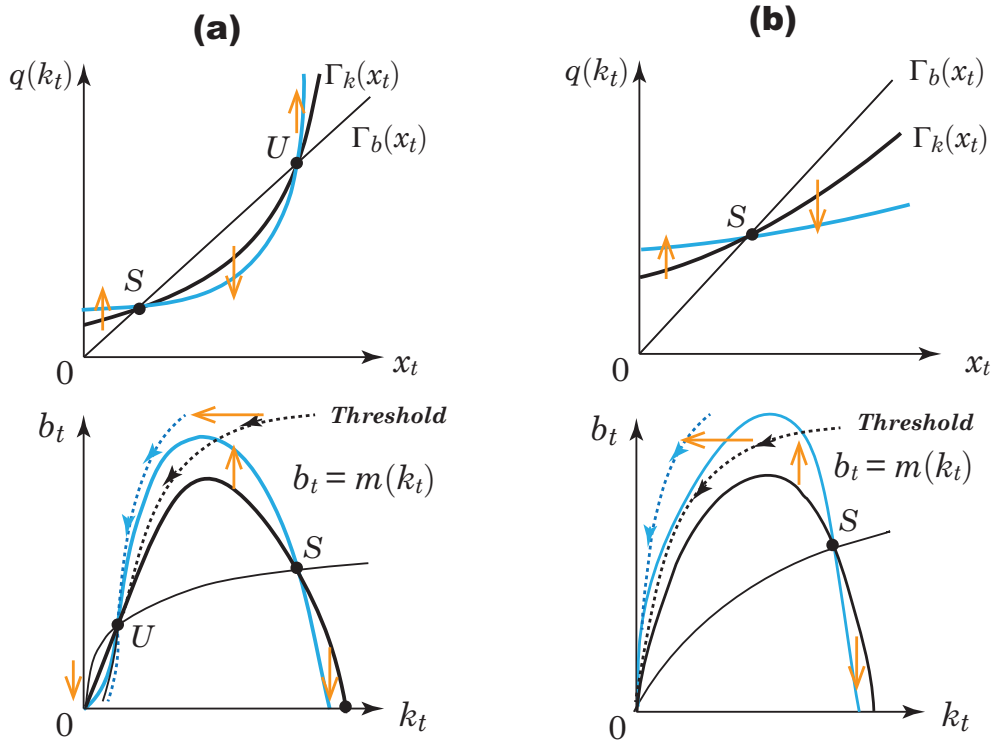 (a)
q(k_t)
Γ_k(x_t)
Γ_b(x_t)
U
S
0
x_t
(b)
q(k_t)
Γ_b(x_t)
Γ_k(x_t)
S
0
x_t
b_t
Threshold
b_t = m(k_t)
S
U
0
k_t
b_t
Threshold
b_t = m(k_t)
S
0
k_t